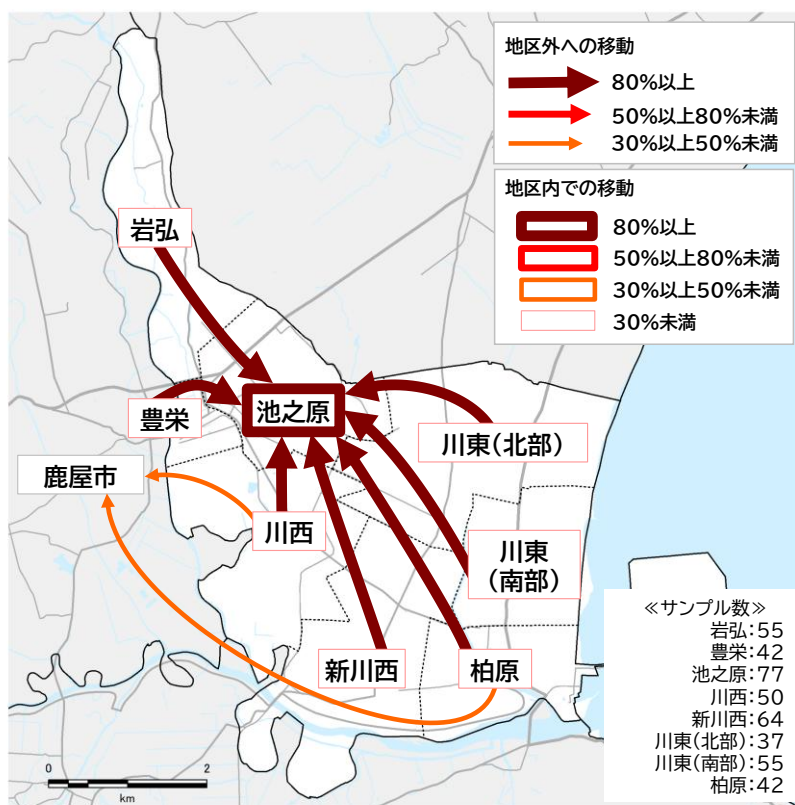 地区外への移動
80%以上
50%以上80%未満
30%以上50%未満
地区内での移動
80%以上
50%以上80%未満
30%以上50%未満
30%未満
岩弘
豊栄
池之原
川東(北部)
鹿屋市
川西
川東
(南部)
新川西
柏原
≪サンプル数≫
岩弘:55
豊栄:42
池之原:77
川西:50
新川西:64
川東(北部):37
川東(南部):55
柏原:42
0 2
km